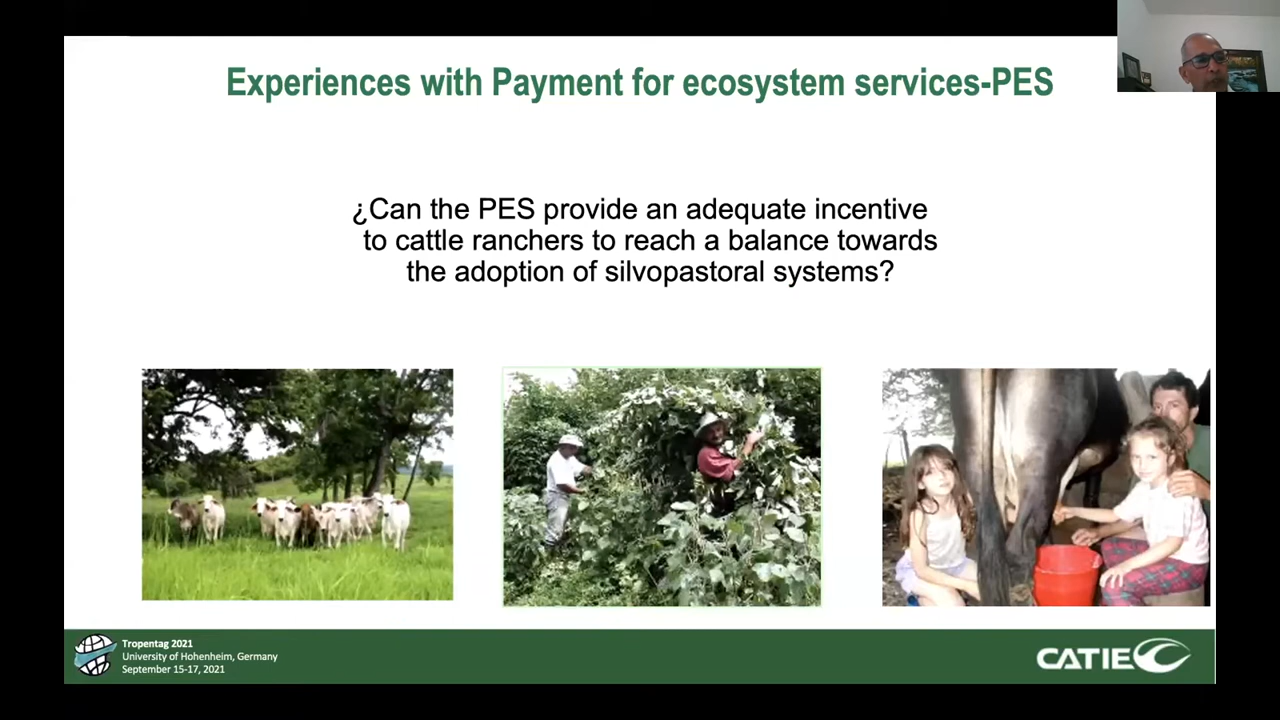 Experiences with Payment for ecosystem services-PES
¿Can the PES provide an adequate incentive
to cattle ranchers to reach a balance towards
the adoption of silvopastoral systems?
Tropentag 2021
University of Hohenheim, Germany
September 15-17, 2021
CATIE